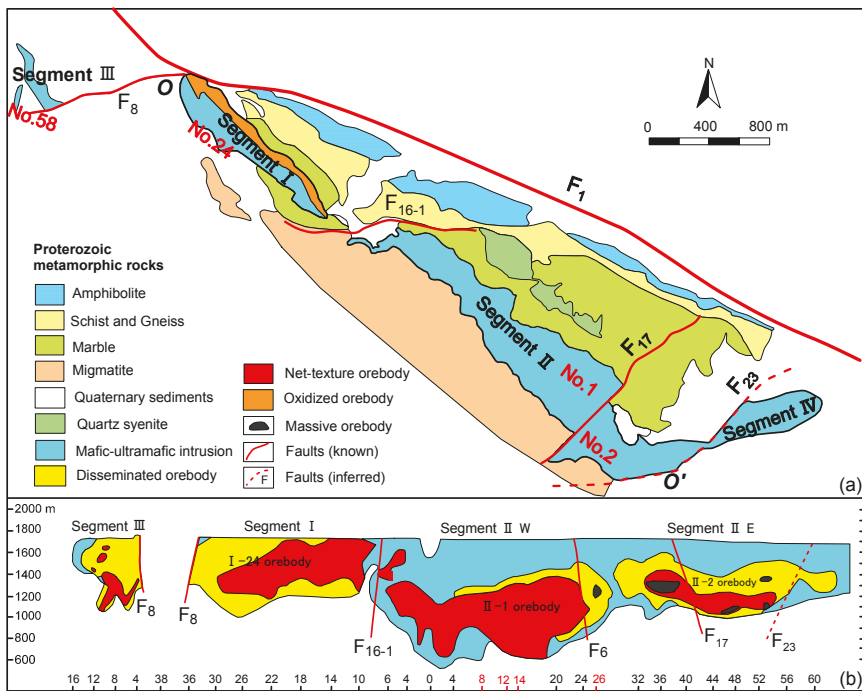 Segment Ⅲ
F8
No.58
O
Segment Ⅰ
No.24
N
0 400 800 m
F1
F16-1
Segment Ⅱ
No.1
F17
F23
No.2
Segment Ⅳ
O'
(a)
Proterozoic
metamorphic rocks
Amphibolite
Schist and Gneiss
Marble
Migmatite
Quaternary sediments
Quartz syenite
Mafic-ultramafic intrusion
Disseminated orebody
Net-texture orebody
Oxidized orebody
Massive orebody
Faults (known)
F Faults (inferred)
2000 m
1800
1600
1400
1200
1000
800
600
Segment Ⅲ Segment Ⅰ Segment Ⅱ W Segment Ⅱ E
Ⅰ-24 orebody
Ⅱ-1 orebody
Ⅱ-2 orebody
F8 F8 F16-1 F6 F17 F23
16 12 8 4 22 18 14 10 6 4 0 4 8 12 14 16 20 24 26 28 32 36 40 44 48 52 56 60
(b)